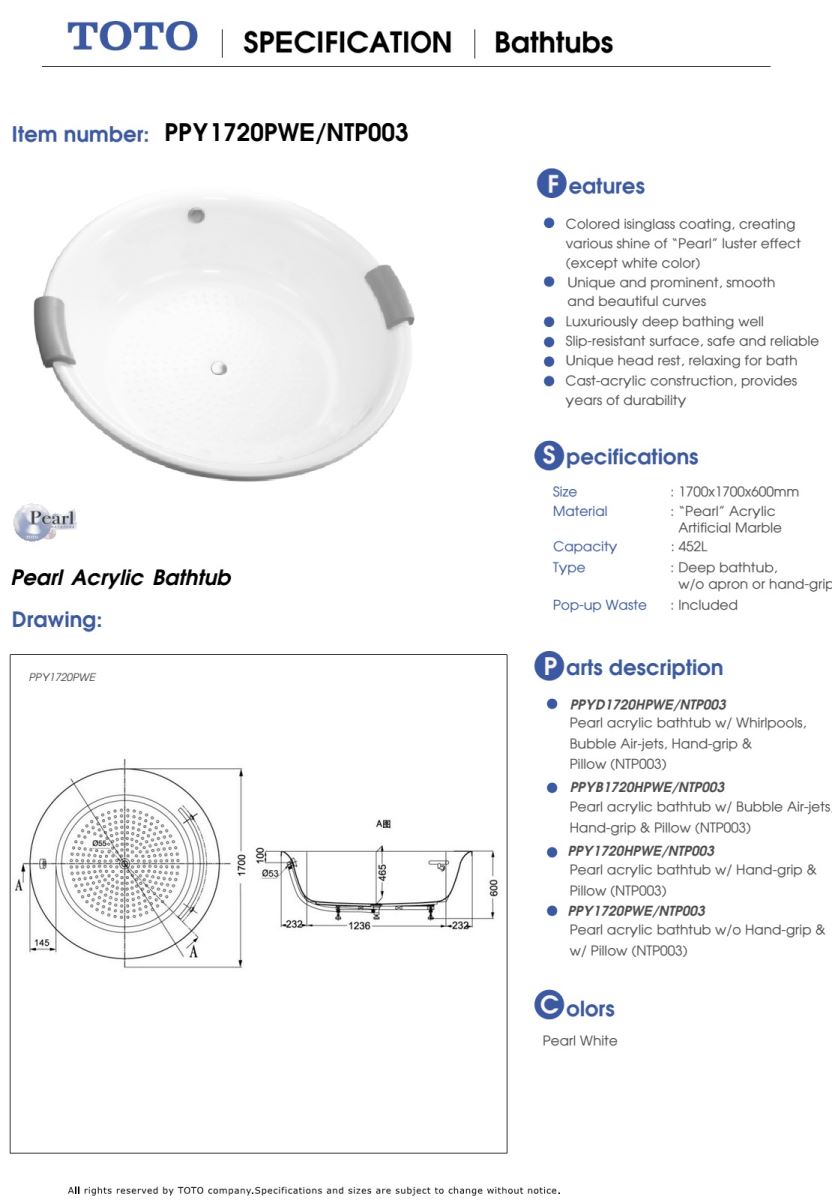 TOTO SPECIFICATION Bathtubs
Item number: PPY1720PWE/NTP003
Pearl
TOTO
Pearl Acrylic Bathtub
Features
Colored isinglass coating, creating
various shine of “Pearl” luster effect
(except white color)
Unique and prominent, smooth
and beautiful curves
Luxuriously deep bathing well
Slip-resistant surface, safe and reliable
Unique head rest, relaxing for bath
Cast-acrylic construction, provides
years of durability
Specifications
Size : 1700x1700x600mm
Material : “Pearl” Acrylic
Artificial Marble
Capacity : 452L
Type : Deep bathtub,
w/o apron or hand-grip
Pop-up Waste : Included
Drawing:
PPY1720PWE
Ø55
1700
A
A
145
A图
100
Ø53
465
600
232
1236
232
Parts description
PPYD1720HPWE/NTP003
Pearl acrylic bathtub w/ Whirlpools,
Bubble Air-jets, Hand-grip &
Pillow (NTP003)
PPYB1720HPWE/NTP003
Pearl acrylic bathtub w/ Bubble Air-jets
Hand-grip & Pillow (NTP003)
PPY1720HPWE/NTP003
Pearl acrylic bathtub w/ Hand-grip &
Pillow (NTP003)
PPY1720PWE/NTP003
Pearl acrylic bathtub w/o Hand-grip &
w/ Pillow (NTP003)
Colors
Pearl White
All rights reserved by TOTO company.Specifications and sizes are subject to change without notice.